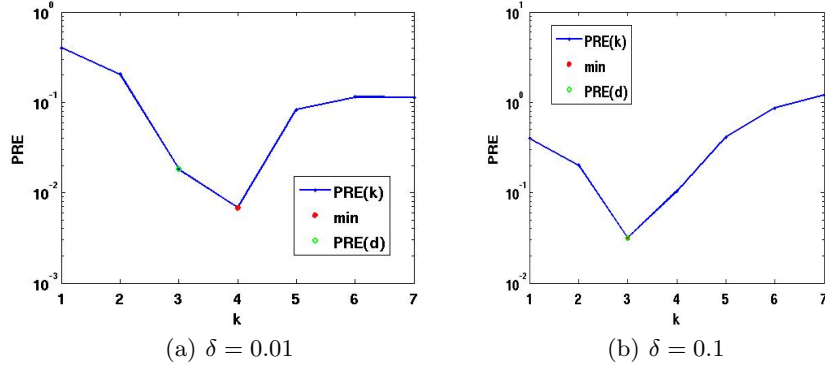 10^0
10^-1
10^-2
10^-3
PRE
1 2 3 4 5 6 7
k
PRE(k)
min
PRE(d)
(a) δ = 0.01
10^1
10^0
10^-1
10^-2
PRE
1 2 3 4 5 6 7
k
PRE(k)
min
PRE(d)
(b) δ = 0.1